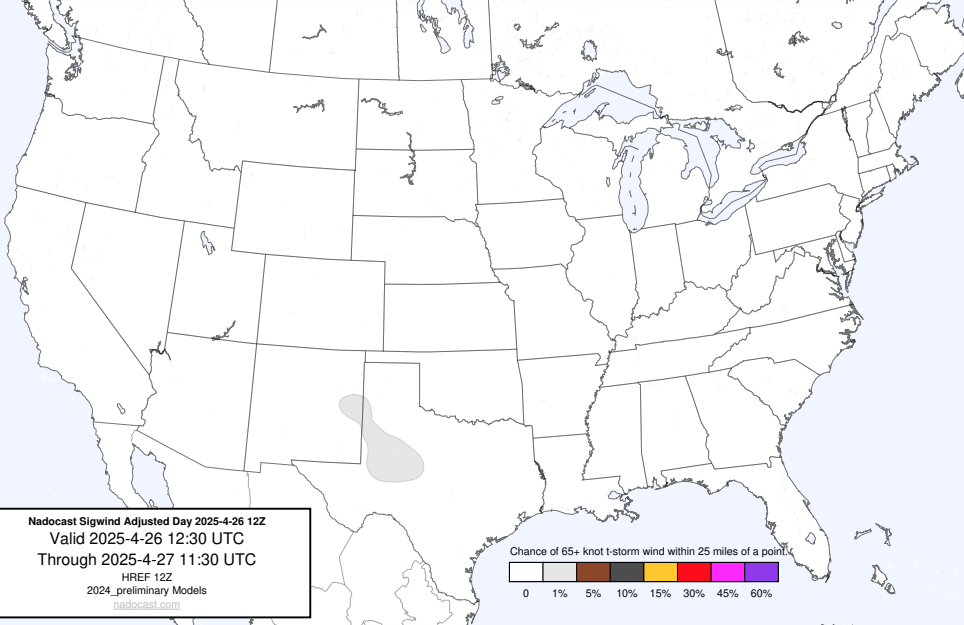 Nadocast Sigwind Adjusted Day 2025-4-26 12Z
Valid 2025-4-26 12:30 UTC
Through 2025-4-27 11:30 UTC
HREF 12Z
2024_preliminary Models
nadocast.com
Chance of 65+ knot t-storm wind within 25 miles of a point.
0 1% 5% 10% 15% 30% 45% 60%